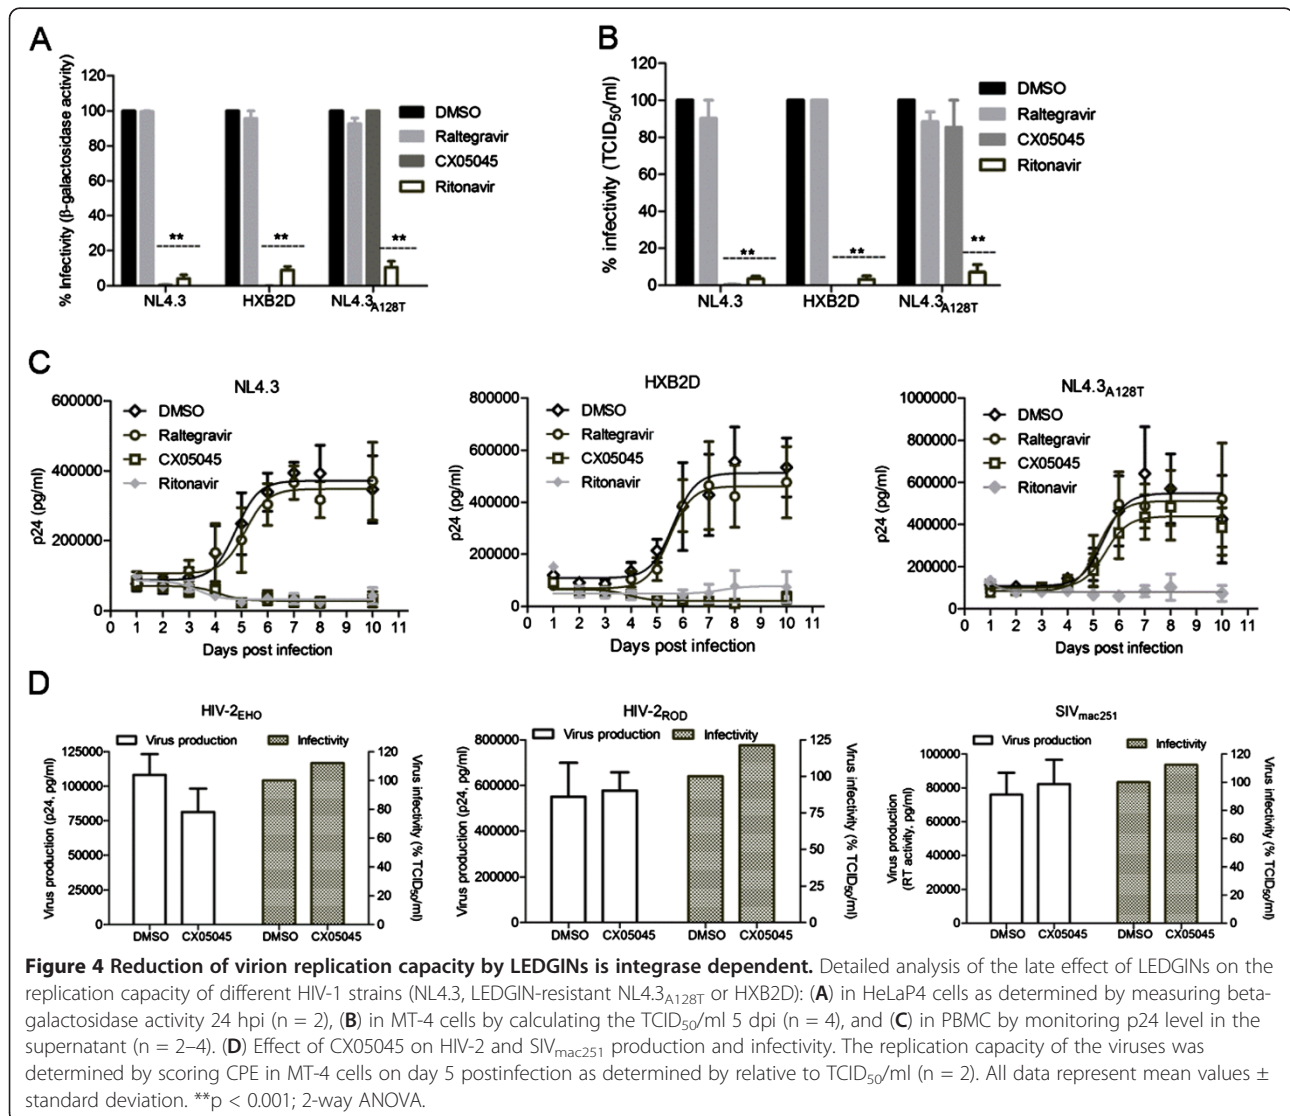 A
% Infectivity (β-galactosidase activity)
120
100
80
60
40
20
0
**
**
**
NL4.3
HXB2D
NL4.3A128T
DMSO
Raltegravir
CX05045
Ritonavir
B
% infectivity (TCID50/ml)
120
100
80
60
40
20
0
**
**
**
NL4.3
HXB2D
NL4.3A128T
DMSO
Raltegravir
CX05045
Ritonavir
C
NL4.3
p24 (pg/ml)
600000
400000
200000
0
DMSO
Raltegravir
CX05045
Ritonavir
0 1 2 3 4 5 6 7 8 9 10 11
Days post infection
HXB2D
p24 (pg/ml)
800000
600000
400000
200000
0
DMSO
Raltegravir
CX05045
Ritonavir
0 1 2 3 4 5 6 7 8 9 10 11
Days post infection
NL4.3A128T
p24 (pg/ml)
1000000
800000
600000
400000
200000
0
DMSO
Raltegravir
CX05045
Ritonavir
0 1 2 3 4 5 6 7 8 9 10 11
Days post infection
D
HIV-2EHO
Virus production
Infectivity
Virus production (p24, pg/ml)
125000
100000
75000
50000
25000
0
120
100
80
60
40
20
0
Virus infectivity
(% TCID50/ml)
DMSO CX05045 DMSO CX05045
HIV-2ROD
Virus production
Infectivity
Virus production (p24, pg/ml)
800000
600000
400000
200000
0
125
100
75
50
25
0
Virus infectivity
(% TCID50/ml)
DMSO CX05045 DMSO CX05045
SIVmac251
Infectivity
Virus production
(RT activity, pg/ml)
100000
80000
60000
40000
20000
0
120
100
80
60
40
20
0
Virus infectivity
(% TCID50/ml)
DMSO CX05045 DMSO CX05045
Figure 4 Reduction of virion replication capacity by LEDGINs is integrase dependent. Detailed analysis of the late effect of LEDGINs on the
replication capacity of different HIV-1 strains (NL4.3, LEDGIN-resistant NL4.3A128T or HXB2D): (A) in HeLaP4 cells as determined by measuring beta-
galactosidase activity 24 hpi (n = 2), (B) in MT-4 cells by calculating the TCID50/ml 5 dpi (n = 4), and (C) in PBMC by monitoring p24 level in the
supernatant (n = 2–4). (D) Effect of CX05045 on HIV-2 and SIVmac251 production and infectivity. The replication capacity of the viruses was
determined by scoring CPE in MT-4 cells on day 5 postinfection as determined by relative to TCID50/ml (n = 2). All data represent mean values ±
standard deviation. **p < 0.001; 2-way ANOVA.